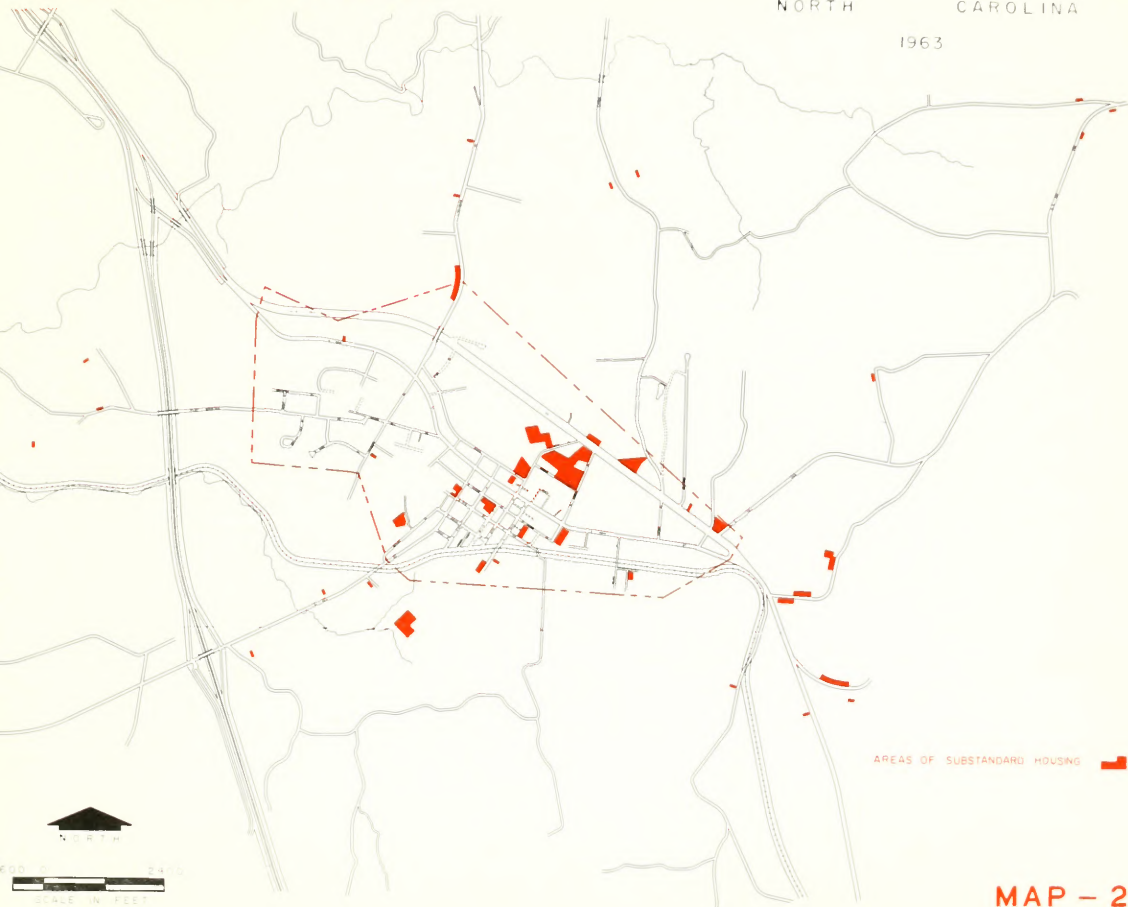 NORTH CAROLINA
1963
AREAS OF SUBSTANDARD HOUSING
NORTH
SCALE IN FEET
MAP - 2